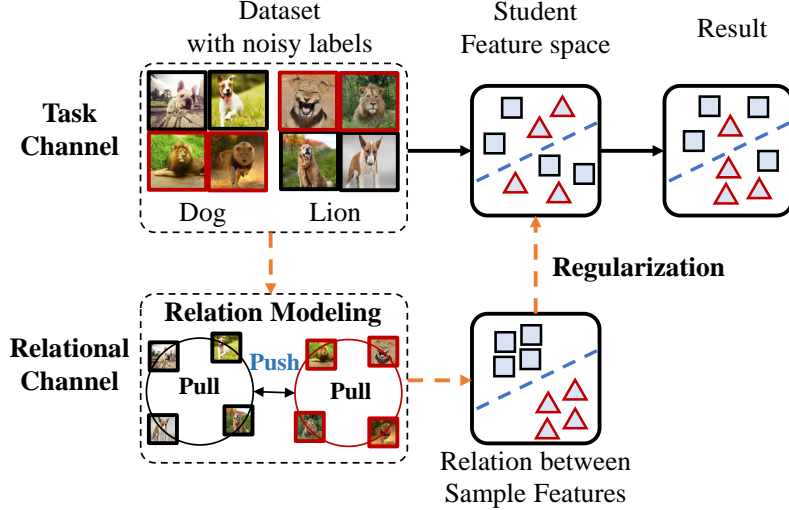 Dataset
with noisy labels
Student
Feature space
Result
Task
Channel
Dog
Lion
Regularization
Relation Modeling
Relational
Channel
Pull
Push
Pull
Relation between
Sample Features